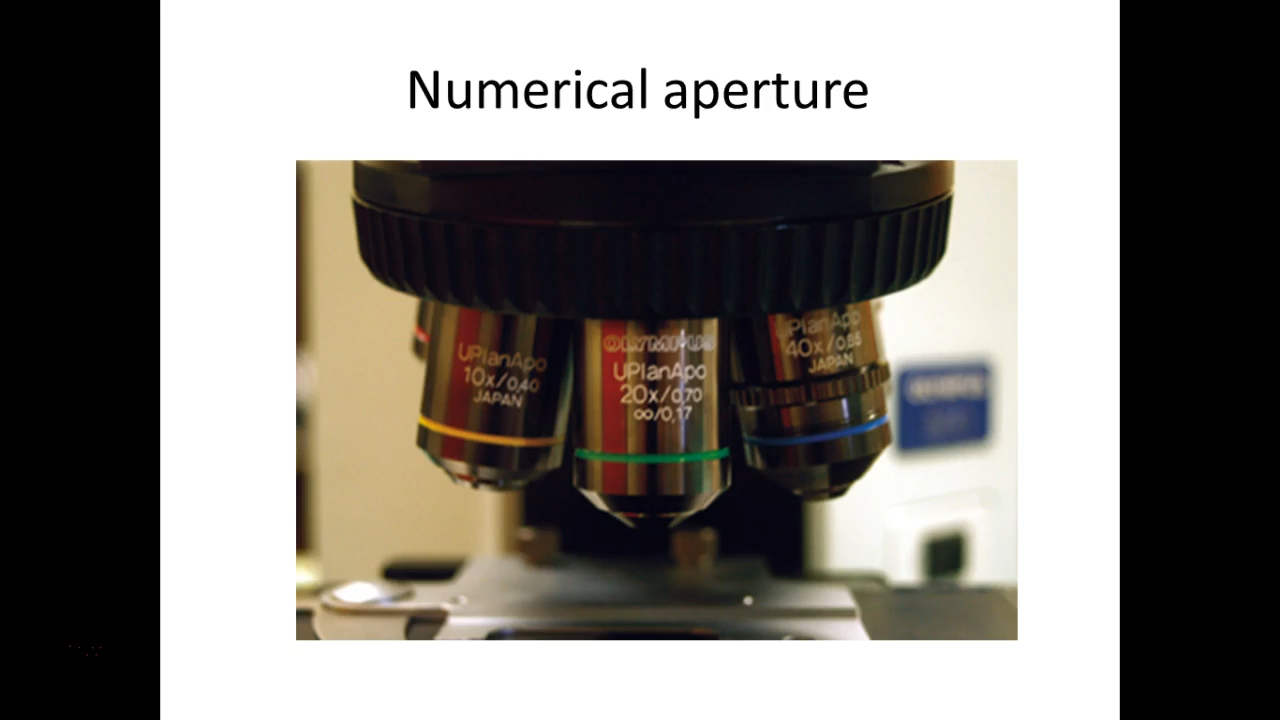 Numerical aperture
UPlanApo
10x/0,40
JAPAN
OLYMPUS
UPlanApo
20x/0,70
∞/0,17
UPlanApo
40x/0,85
JAPAN